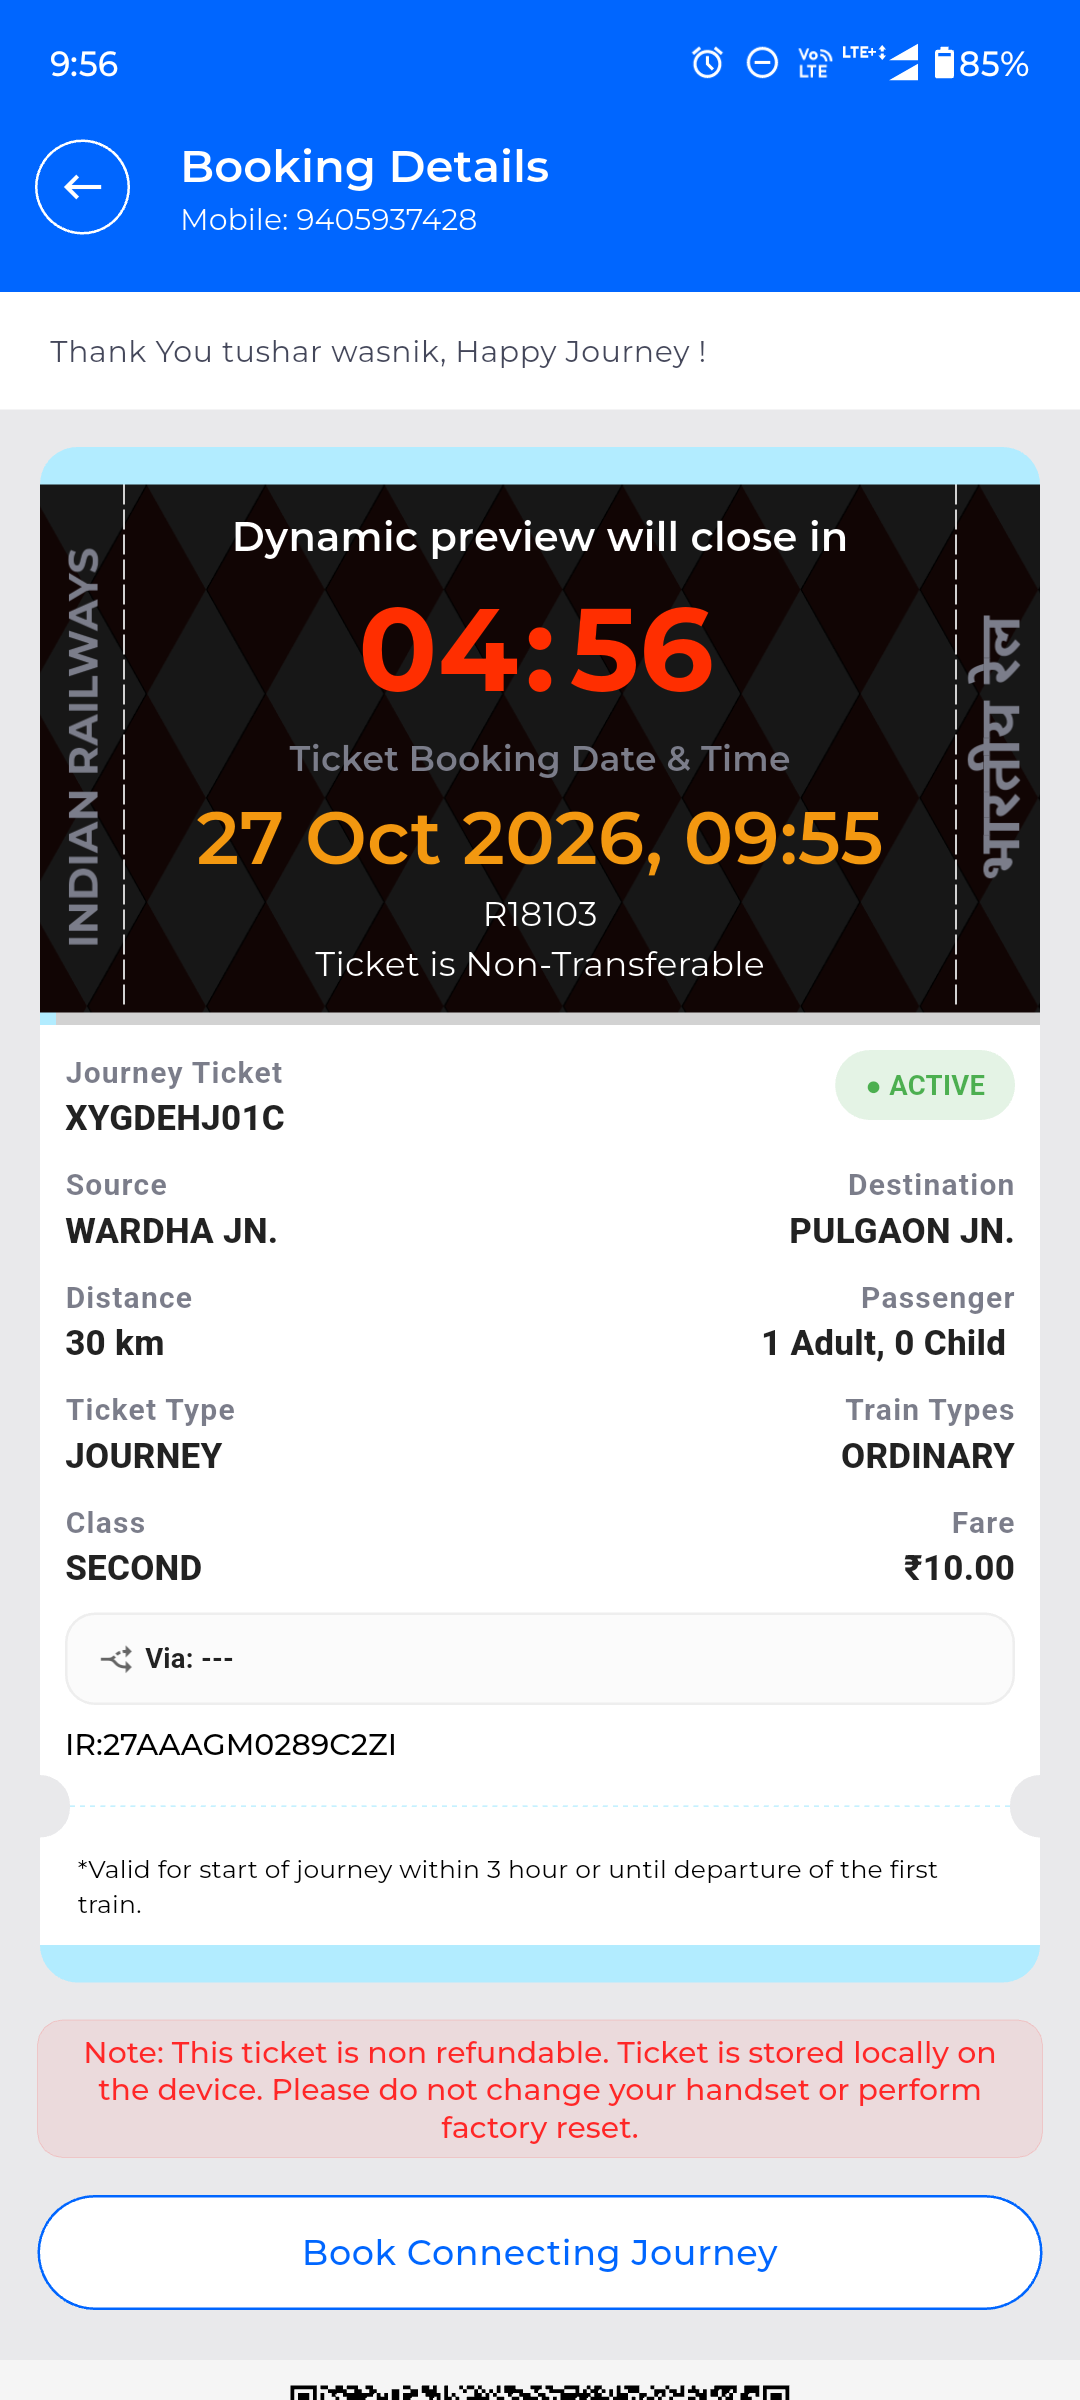 9:56
Vo LTE
LTE+
85%
Booking Details
Mobile: 9405937428
Thank You tushar wasnik, Happy Journey !
INDIAN RAILWAYS
Dynamic preview will close in
04:56
Ticket Booking Date & Time
27 Oct 2026, 09:55
R18103
Ticket is Non-Transferable
भारतीय रेल
Journey Ticket
XYGDEHJ01C
● ACTIVE
Source
Destination
WARDHA JN.
PULGAON JN.
Distance
Passenger
30 km
1 Adult, 0 Child
Ticket Type
Train Types
JOURNEY
ORDINARY
Class
Fare
SECOND
₹10.00
Via: ---
IR:27AAAGM0289C2ZI
*Valid for start of journey within 3 hour or until departure of the first
train.
Note: This ticket is non refundable. Ticket is stored locally on
the device. Please do not change your handset or perform
factory reset.
Book Connecting Journey